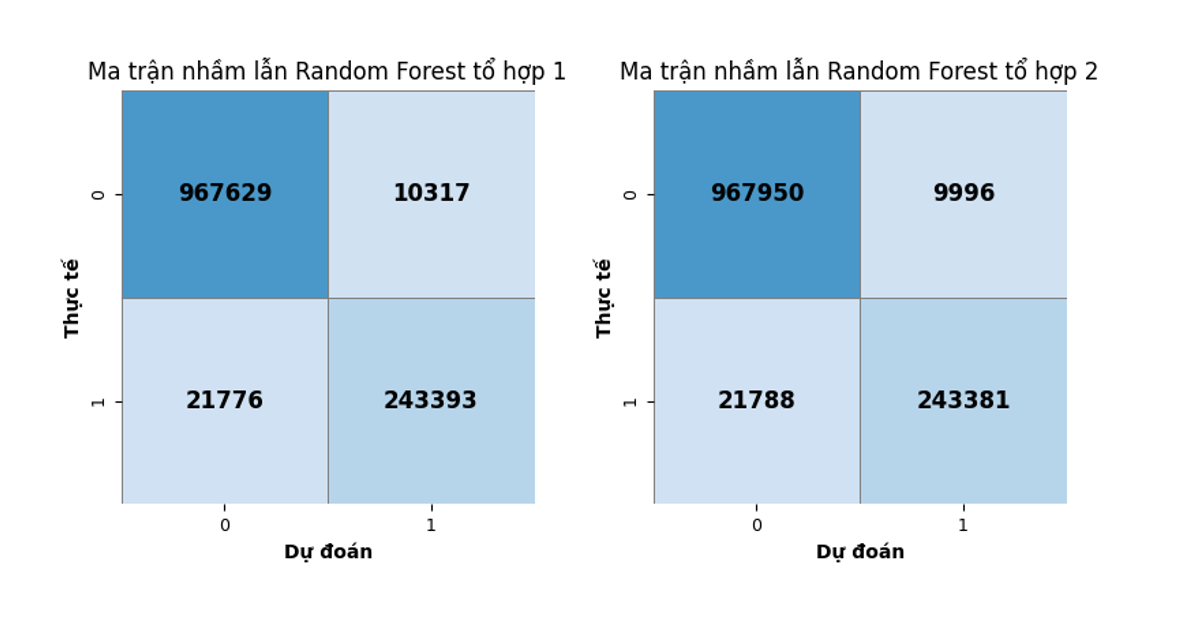 Ma trận nhầm lẫn Random Forest tổ hợp 1
967629 10317
21776 243393
0
1
Thực tế
0 1
Dự đoán
Ma trận nhầm lẫn Random Forest tổ hợp 2
967950 9996
21788 243381
0
1
Thực tế
0 1
Dự đoán